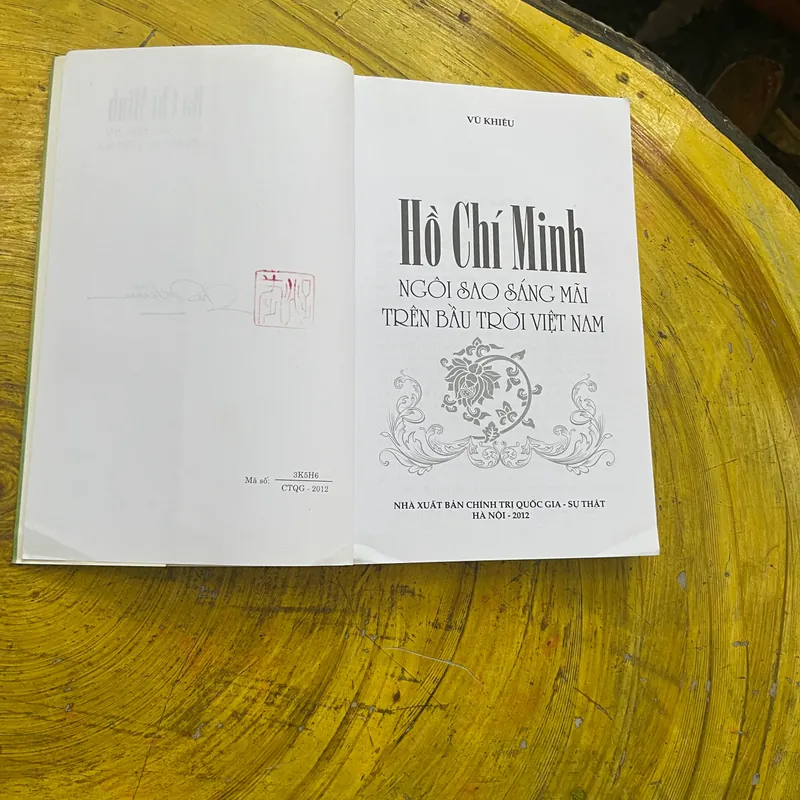 Mã số:
3K5H6
CTQG - 2012
VŨ KHIÊU
Hồ Chí Minh
NGÔI SAO SÁNG MÃI
TRÊN BẦU TRỜI VIỆT NAM
NHÀ XUẤT BẢN CHÍNH TRỊ QUỐC GIA - SỰ THẬT
HÀ NỘI - 2012